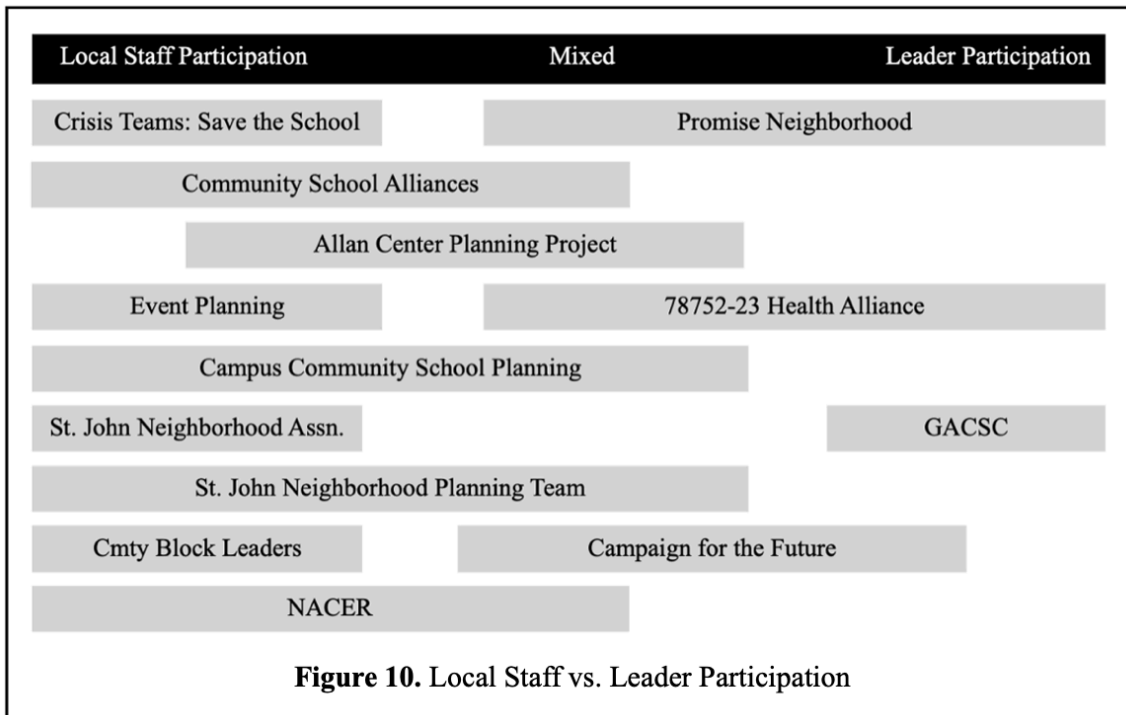 Local Staff Participation Mixed Leader Participation
Crisis Teams: Save the School Promise Neighborhood
Community School Alliances
Allan Center Planning Project
Event Planning 78752-23 Health Alliance
Campus Community School Planning
St. John Neighborhood Assn. GACSC
St. John Neighborhood Planning Team
Cmty Block Leaders Campaign for the Future
NACER
Figure 10. Local Staff vs. Leader Participation